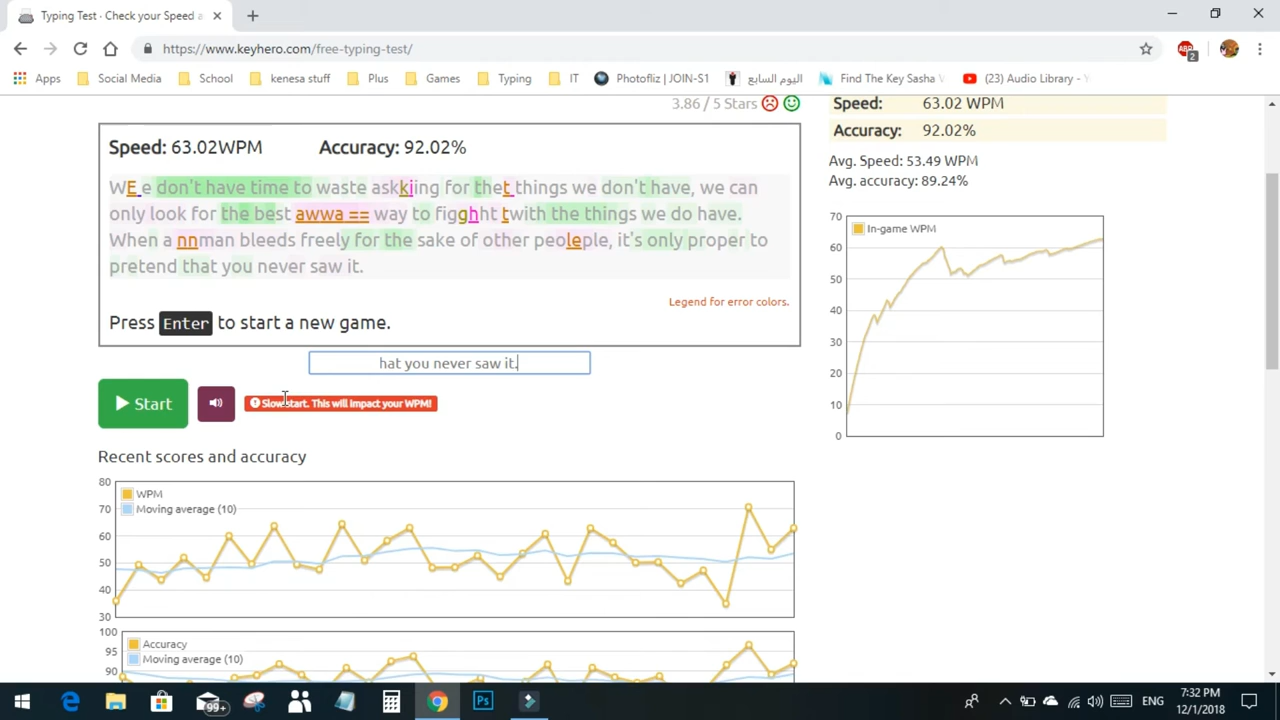 Typing Test · Check your Speed a
https://www.keyhero.com/free-typing-test/
2
Apps Social Media School kenesa stuff Plus Games Typing IT Photofliz | JOIN-S1 اليوم السابع Find The Key Sasha V (23) Audio Library - Y
3.86 / 5 Stars
Speed: 63.02 WPM
Accuracy: 92.02%
Avg. Speed: 53.49 WPM
Avg. accuracy: 89.24%
Speed: 63.02WPM Accuracy: 92.02%
WE e don't have time to waste askkiing for thet things we don't have, we can
only look for the best awwa == way to figghht twith the things we do have.
When a nnman bleeds freely for the sake of other peoleple, it's only proper to
pretend that you never saw it.
Legend for error colors.
Press Enter to start a new game.
hat you never saw it.
Start
Slow start. This will impact your WPM!
70
60
50
40
30
20
10
0
In-game WPM
Recent scores and accuracy
80
70
60
50
40
30
WPM
Moving average (10)
100
95
90
Accuracy
Moving average (10)
99+
Ps
ENG
7:32 PM
12/1/2018